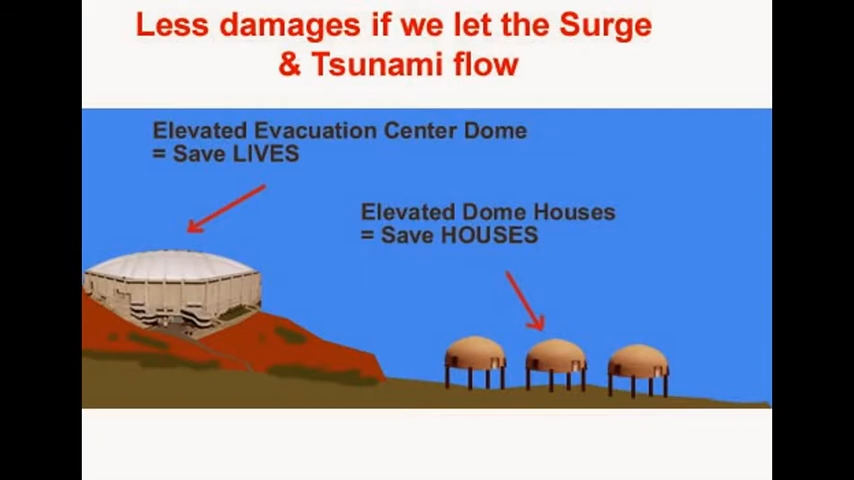 Less damages if we let the Surge
& Tsunami flow
Elevated Evacuation Center Dome
= Save LIVES
Elevated Dome Houses
= Save HOUSES